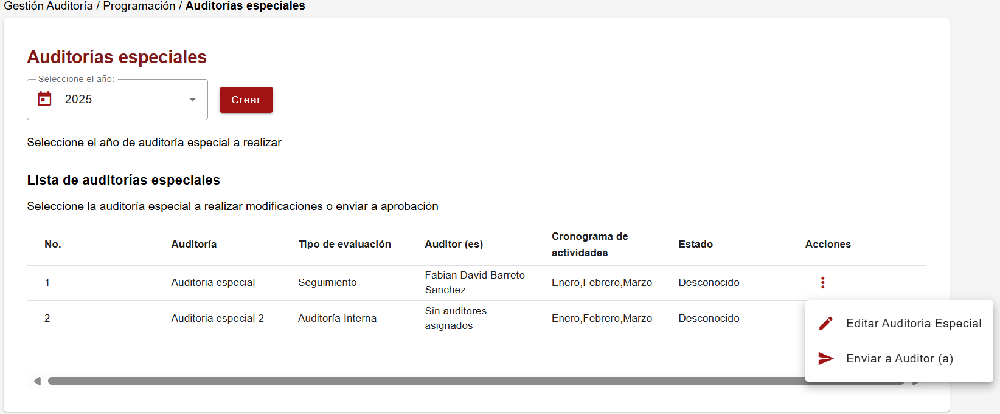 Gestión Auditoría / Programación / Auditorías especiales
Auditorías especiales
Seleccione el año:
2025
Crear
Seleccione el año de auditoría especial a realizar
Lista de auditorías especiales
Seleccione la auditoría especial a realizar modificaciones o enviar a aprobación
No. Auditoría Tipo de evaluación Auditor (es) Cronograma de actividades Estado Acciones
1 Auditoria especial Seguimiento Fabian David Barreto Sanchez Enero,Febrero,Marzo Desconocido
2 Auditoria especial 2 Auditoría Interna Sin auditores asignados Enero,Febrero,Marzo Desconocido
Editar Auditoria Especial
Enviar a Auditor (a)